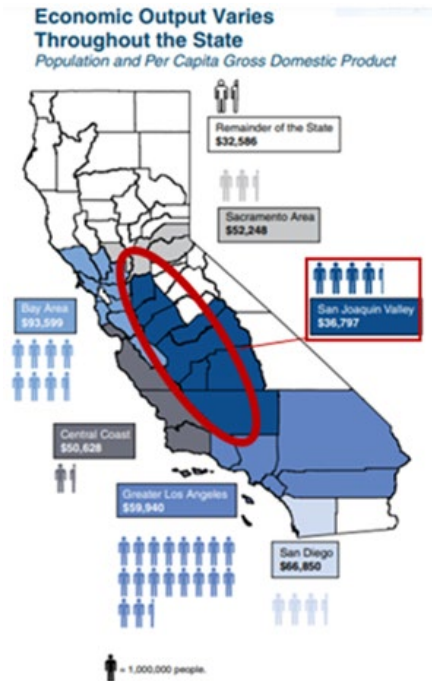 Economic Output Varies
Throughout the State
Population and Per Capita Gross Domestic Product
Remainder of the State
$32,586
Sacramento Area
$52,248
San Joaquin Valley
$36,797
Bay Area
$93,599
Central Coast
$50,628
Greater Los Angeles
$59,940
San Diego
$66,850
= 1,000,000 people.